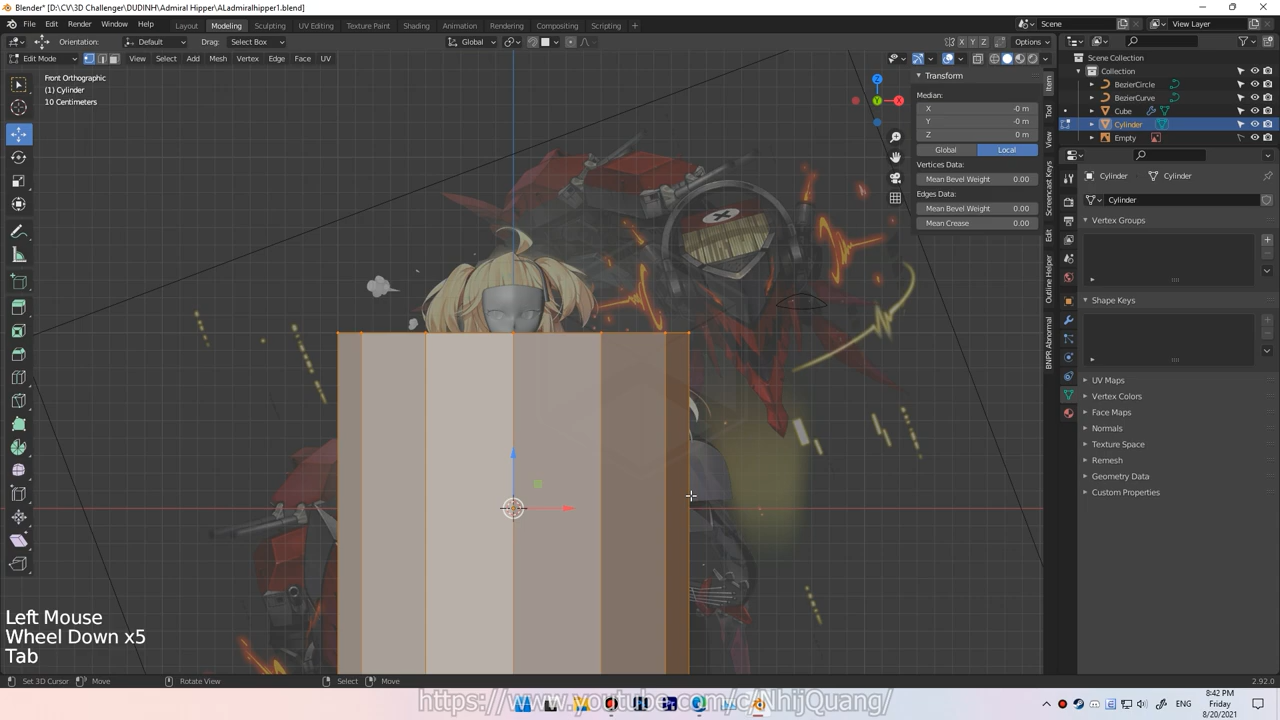 Blender* [D:\CV\3D Challenger\DUDINH\Admiral Hipper\ALadmiralhipper1.blend]
File Edit Render Window Help Layout Modeling Sculpting UV Editing Texture Paint Shading Animation Rendering Compositing Scripting + Scene View Layer
Orientation: Default Drag: Select Box Global X Y Z Options
Edit Mode View Select Add Mesh Vertex Edge Face UV
Front Orthographic
(1) Cylinder
10 Centimeters
Transform
Median:
X -0 m
Y -0 m
Z 0 m
Global Local
Vertices Data:
Mean Bevel Weight 0.00
Edges Data:
Mean Bevel Weight 0.00
Mean Crease 0.00
Z
Y
X
Item
Tool
View
Screencast Keys
Edit
Outline Helper
BNPR Abnormal
Scene Collection
Collection
BezierCircle
BezierCurve
Cube
Cylinder
Empty
Cylinder Cylinder
Cylinder
Vertex Groups
Shape Keys
UV Maps
Vertex Colors
Face Maps
Normals
Texture Space
Remesh
Geometry Data
Custom Properties
Left Mouse
Wheel Down x5
Tab
Set 3D Cursor Move Rotate View Select Move 2.92.0
https://www.youtube.com/c/NhijQuang/
8:42 PM
Friday
8/20/2021